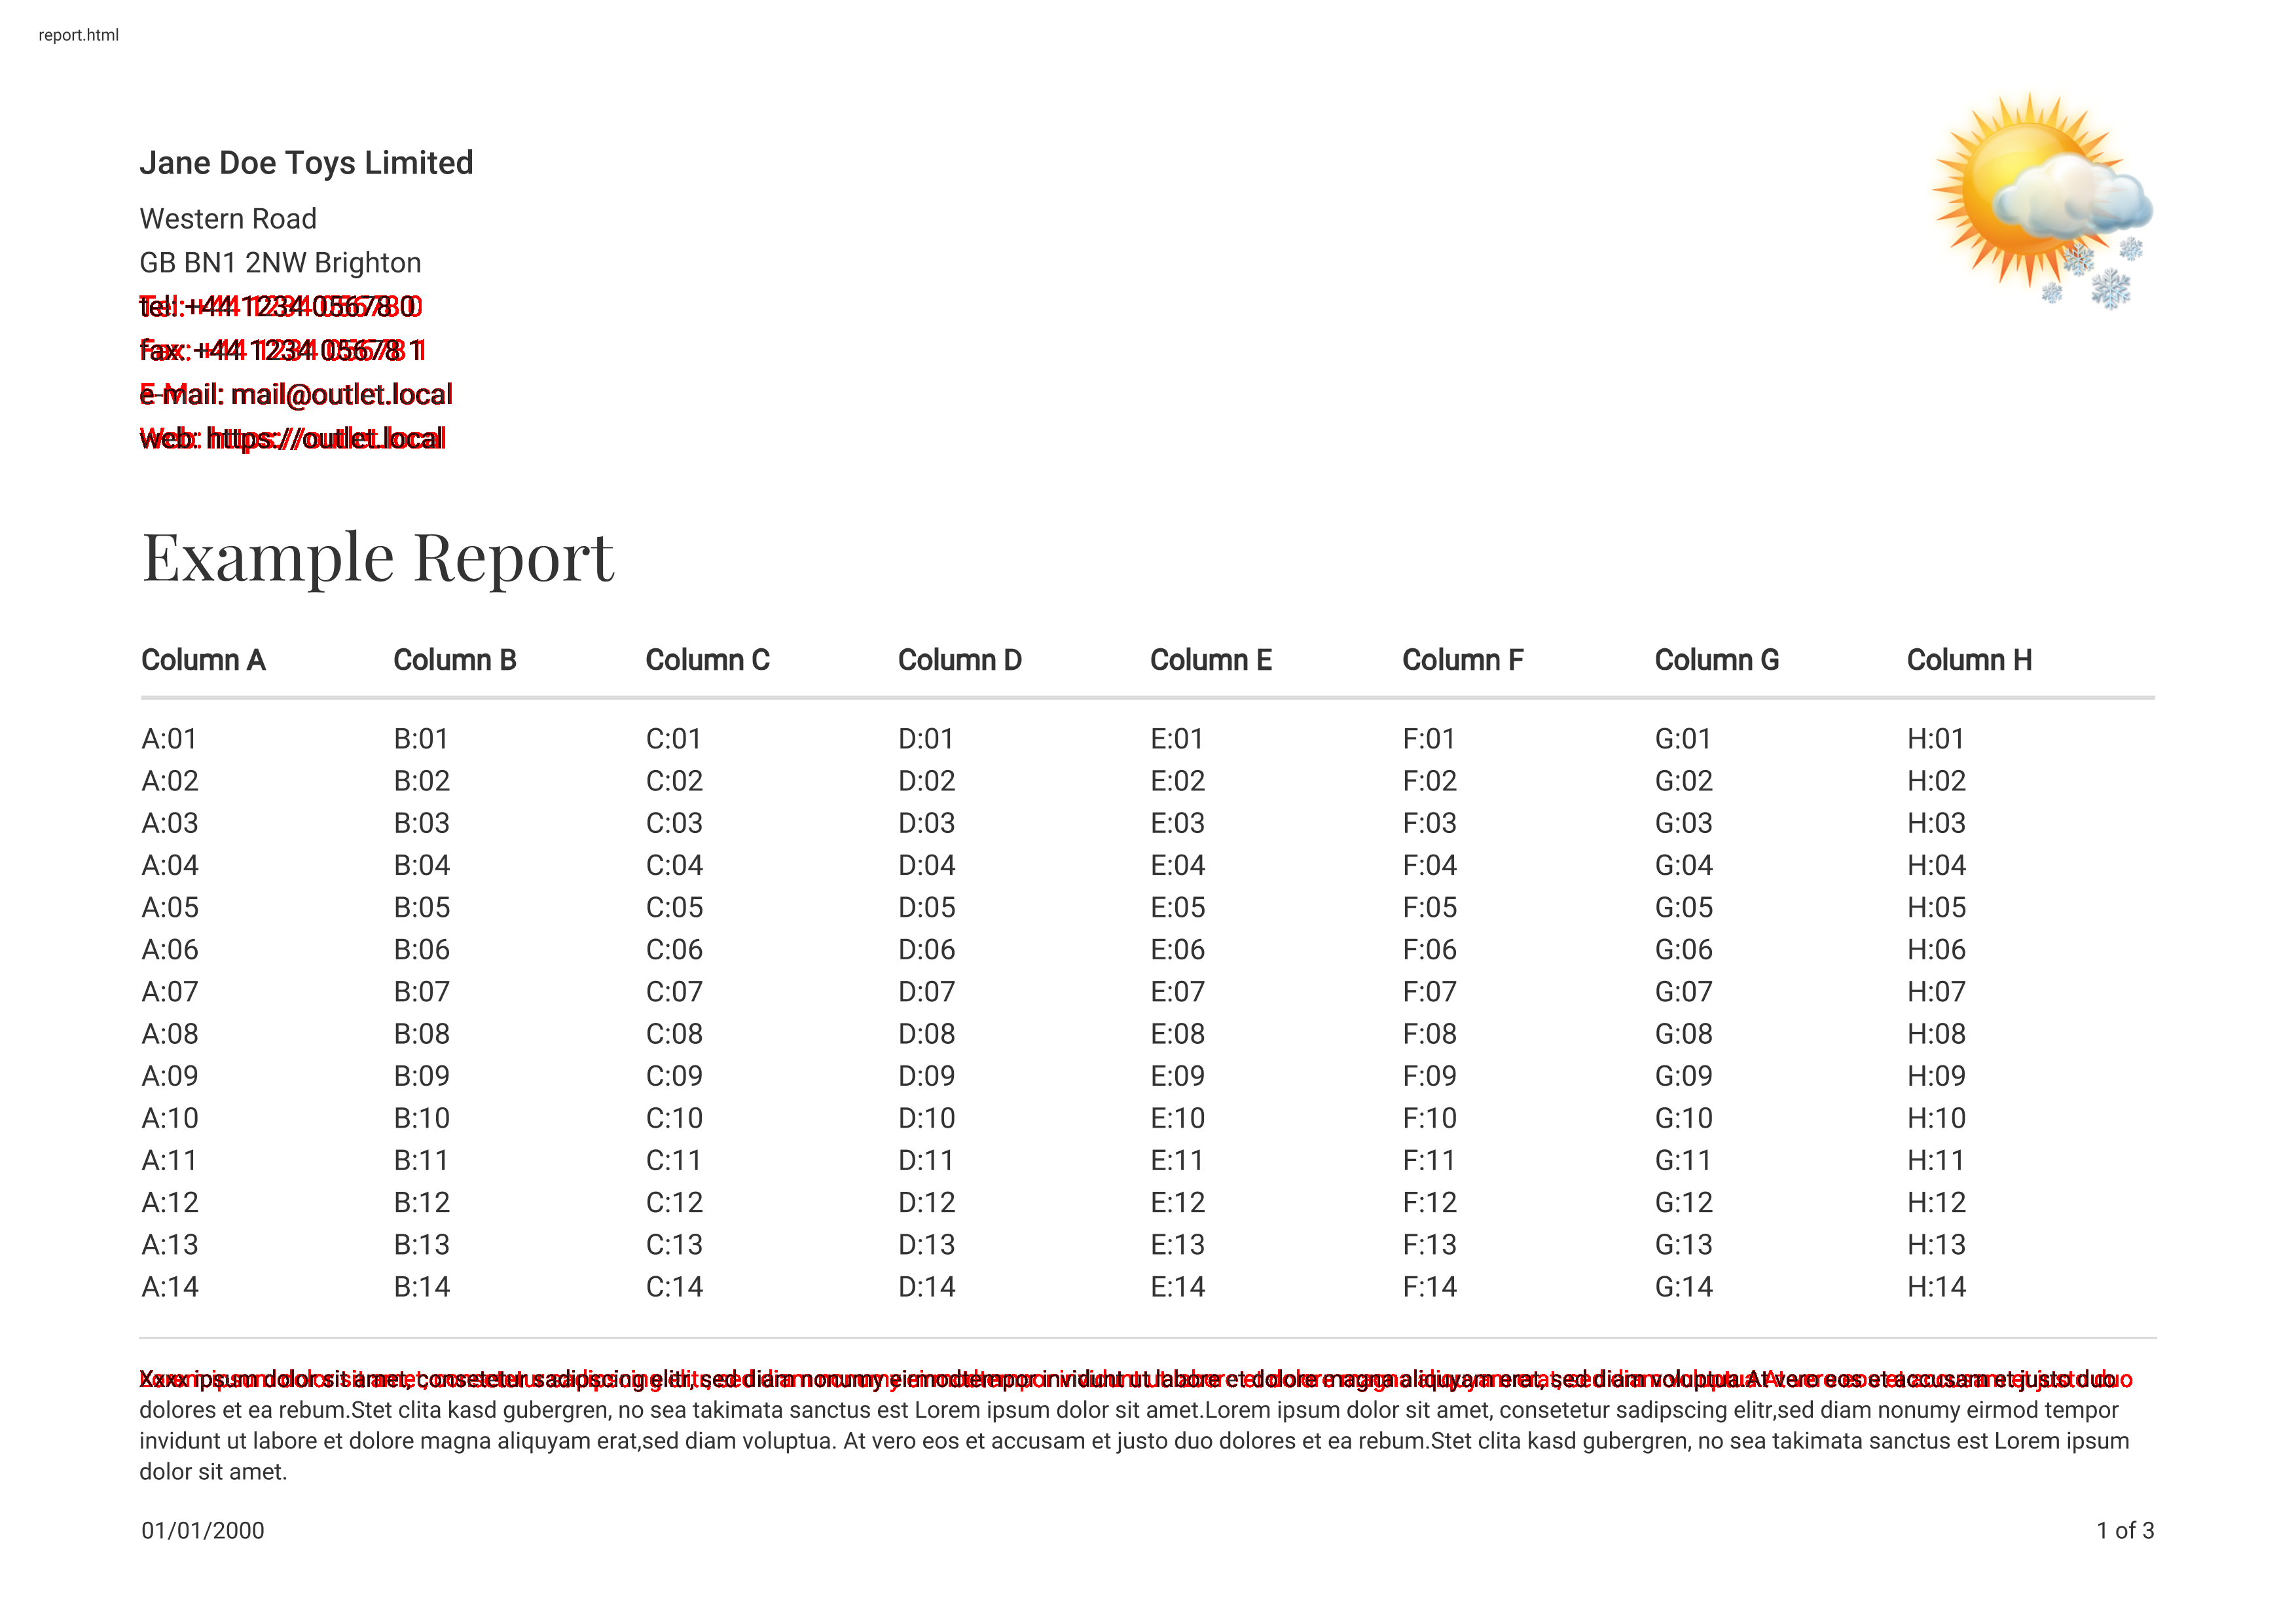 report.html
Jane Doe Toys Limited
Western Road
GB BN1 2NW Brighton
tel: +44 1234 05678 0
fax: +44 1234 05678 1
e-mail: mail@outlet.local
web: https://outlet.local
Example Report
Column A Column B Column C Column D Column E Column F Column G Column H
A:01 B:01 C:01 D:01 E:01 F:01 G:01 H:01
A:02 B:02 C:02 D:02 E:02 F:02 G:02 H:02
A:03 B:03 C:03 D:03 E:03 F:03 G:03 H:03
A:04 B:04 C:04 D:04 E:04 F:04 G:04 H:04
A:05 B:05 C:05 D:05 E:05 F:05 G:05 H:05
A:06 B:06 C:06 D:06 E:06 F:06 G:06 H:06
A:07 B:07 C:07 D:07 E:07 F:07 G:07 H:07
A:08 B:08 C:08 D:08 E:08 F:08 G:08 H:08
A:09 B:09 C:09 D:09 E:09 F:09 G:09 H:09
A:10 B:10 C:10 D:10 E:10 F:10 G:10 H:10
A:11 B:11 C:11 D:11 E:11 F:11 G:11 H:11
A:12 B:12 C:12 D:12 E:12 F:12 G:12 H:12
A:13 B:13 C:13 D:13 E:13 F:13 G:13 H:13
A:14 B:14 C:14 D:14 E:14 F:14 G:14 H:14
Xxxx ipsum dolor sit amet, consetetur sadipscing elitr, sed diam nonumy eirmod tempor invidunt ut labore et dolore magna aliquyam erat, sed diam voluptua. At vero eos et accusam et justo duo
dolores et ea rebum.Stet clita kasd gubergren, no sea takimata sanctus est Lorem ipsum dolor sit amet.Lorem ipsum dolor sit amet, consetetur sadipscing elitr,sed diam nonumy eirmod tempor
invidunt ut labore et dolore magna aliquyam erat,sed diam voluptua. At vero eos et accusam et justo duo dolores et ea rebum.Stet clita kasd gubergren, no sea takimata sanctus est Lorem ipsum
dolor sit amet.
01/01/2000 1 of 3